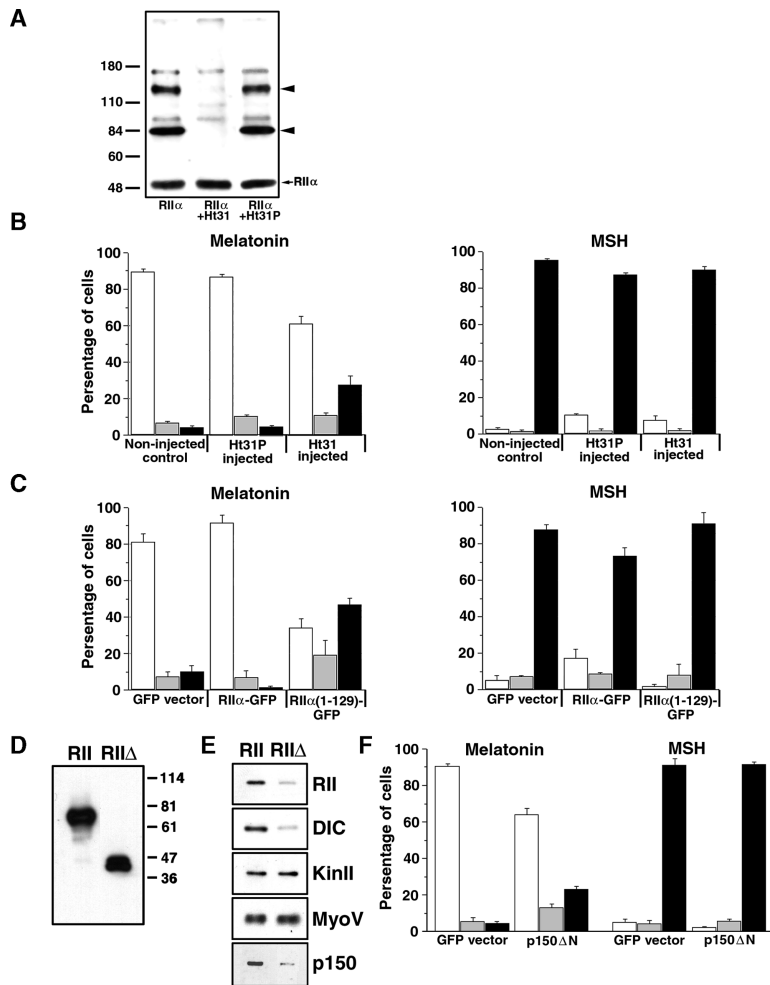 A
180
110
84
60
48
RIIα
RIIα RIIα RIIα
+Ht31 +Ht31P
B
Melatonin
MSH
Persentage of cells
100
80
60
40
20
0
Non-injected control
Ht31P injected
Ht31 injected
100
80
60
40
20
0
Non-injected control
Ht31P injected
Ht31 injected
C
Melatonin
MSH
Persentage of cells
100
80
60
40
20
0
GFP vector
RIIα-GFP
RIIα(1-129)-GFP
100
80
60
40
20
0
GFP vector
RIIα-GFP
RIIα(1-129)-GFP
D
RII RIIΔ
114
81
61
47
36
E
RII RIIΔ
RII
DIC
KinII
MyoV
p150
F
Melatonin
MSH
Percentage of cells
100
80
60
40
20
0
GFP vector
p150ΔN
GFP vector
p150ΔN